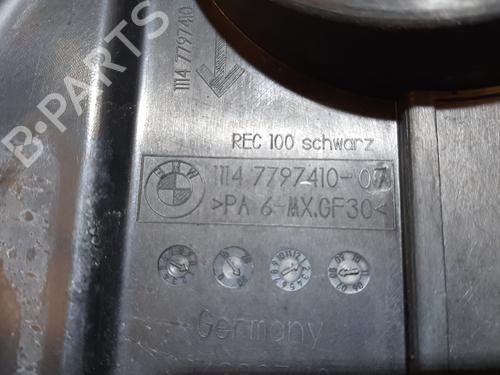 B-PARTS
1114 7797410
REC 100 schwarz
BMW
1114 7797410-07
>PA 6-MX.GF30<
Germany